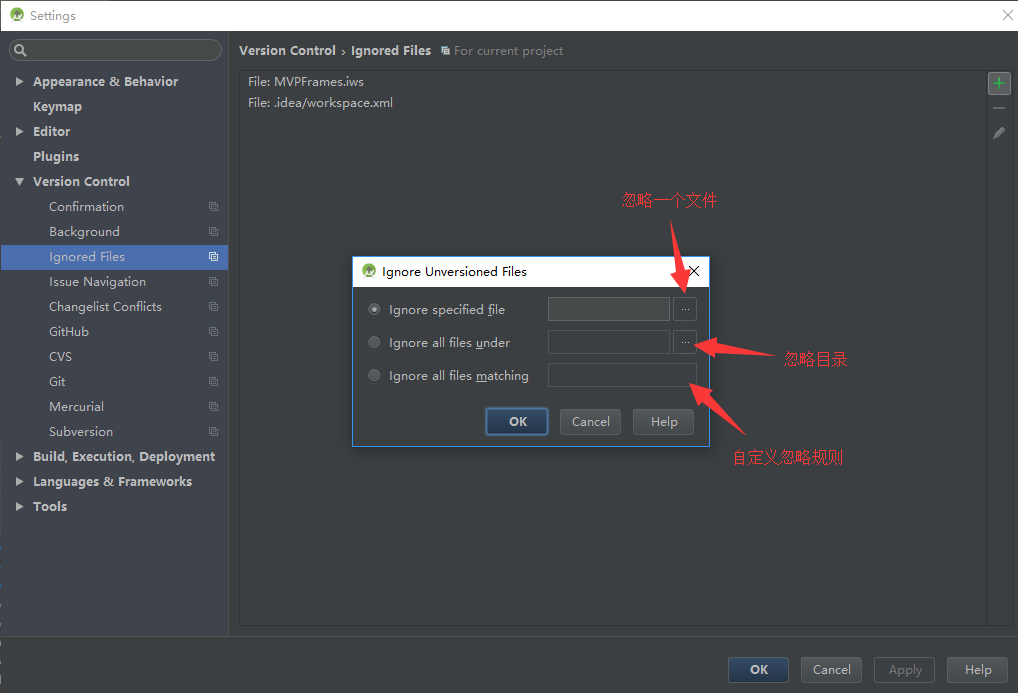 Settings
Version Control › Ignored Files For current project
Appearance & Behavior
Keymap
Editor
Plugins
Version Control
Confirmation
Background
Ignored Files
Issue Navigation
Changelist Conflicts
GitHub
CVS
Git
Mercurial
Subversion
Build, Execution, Deployment
Languages & Frameworks
Tools
File: MVPFrames.iws
File: .idea/workspace.xml
忽略一个文件
Ignore Unversioned Files
Ignore specified file ...
Ignore all files under ...
忽略目录
Ignore all files matching
OK Cancel Help
自定义忽略规则
OK Cancel Apply Help